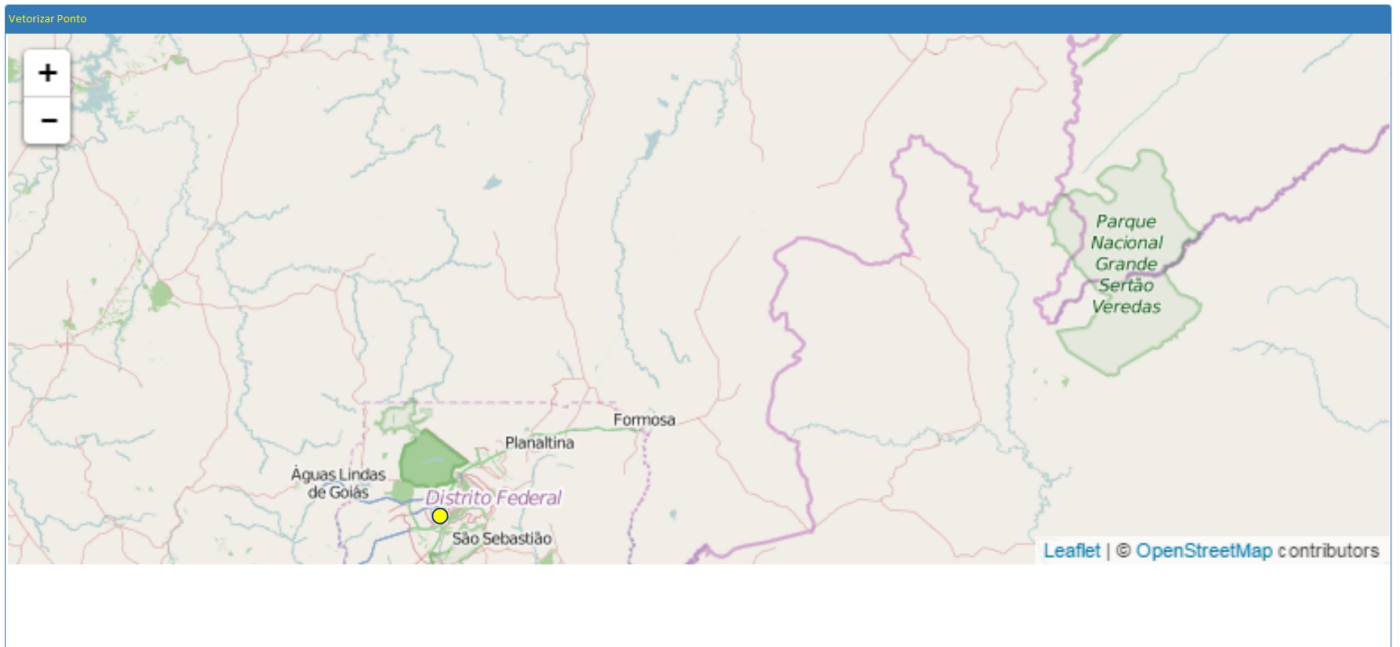 Vetorizar Ponto
+
−
Parque
Nacional
Grande
Sertão
Veredas
Formosa
Planaltina
Águas Lindas
de Goiás
Distrito Federal
São Sebastião
Leaflet | © OpenStreetMap contributors